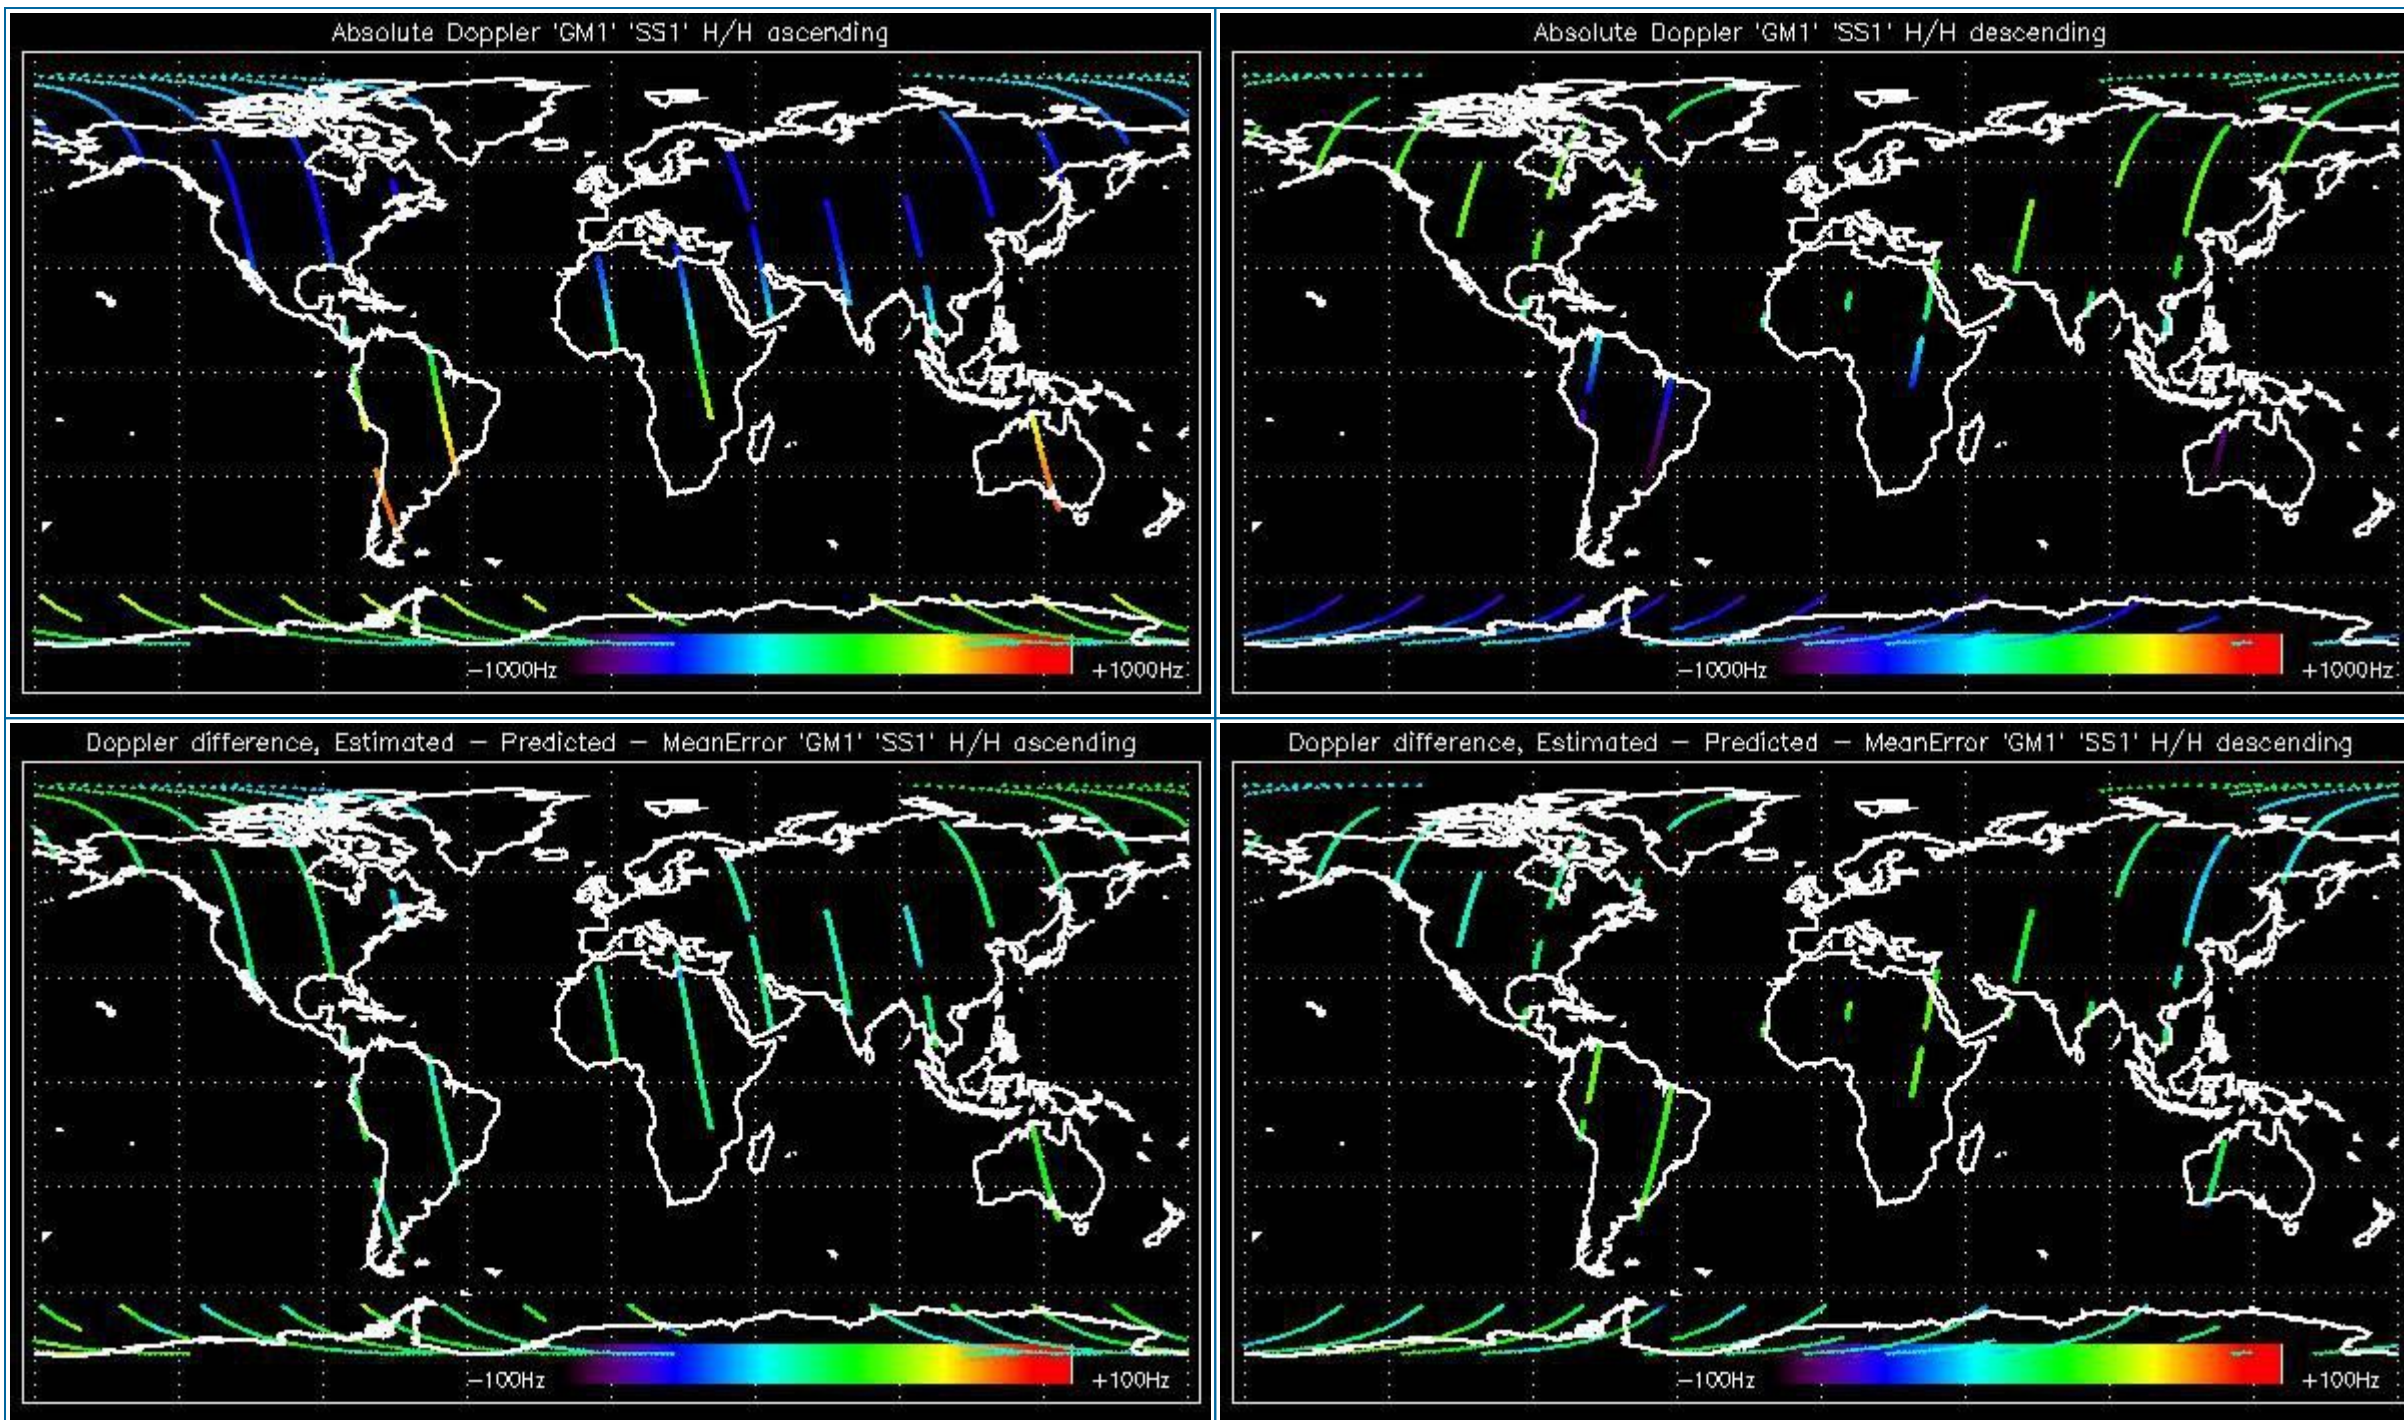 Absolute Doppler 'GM1' 'SS1' H/H ascending
-1000Hz +1000Hz
Absolute Doppler 'GM1' 'SS1' H/H descending
-1000Hz +1000Hz
Doppler difference, Estimated - Predicted - MeanError 'GM1' 'SS1' H/H ascending
-100Hz +100Hz
Doppler difference, Estimated - Predicted - MeanError 'GM1' 'SS1' H/H descending
-100Hz +100Hz